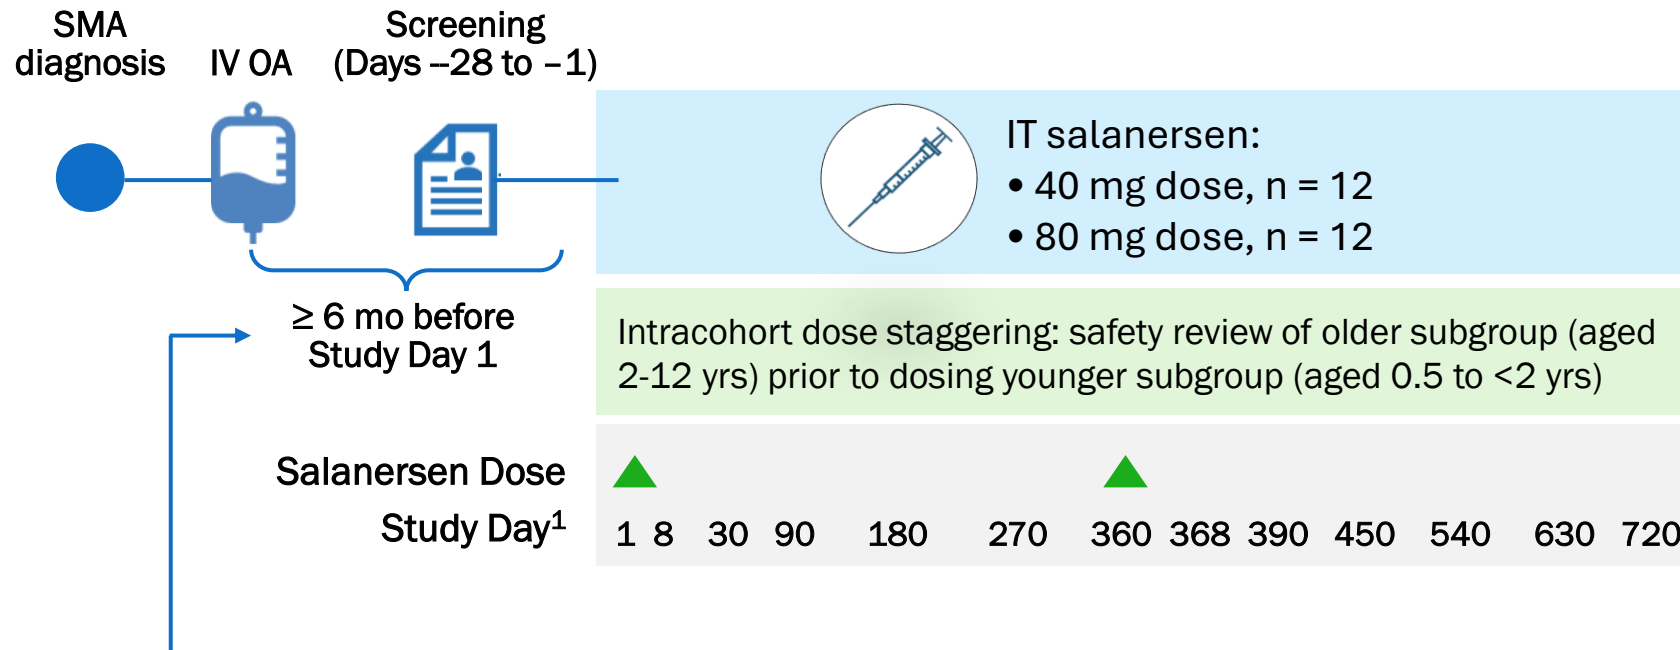 SMA
diagnosis
IV OA
Screening
(Days –-28 to –1)
IT salanersen:
• 40 mg dose, n = 12
• 80 mg dose, n = 12
≥ 6 mo before
Study Day 1
Intracohort dose staggering: safety review of older subgroup (aged
2-12 yrs) prior to dosing younger subgroup (aged 0.5 to <2 yrs)
Salanersen Dose
Study Day¹ 1 8 30 90 180 270 360 368 390 450 540 630 720